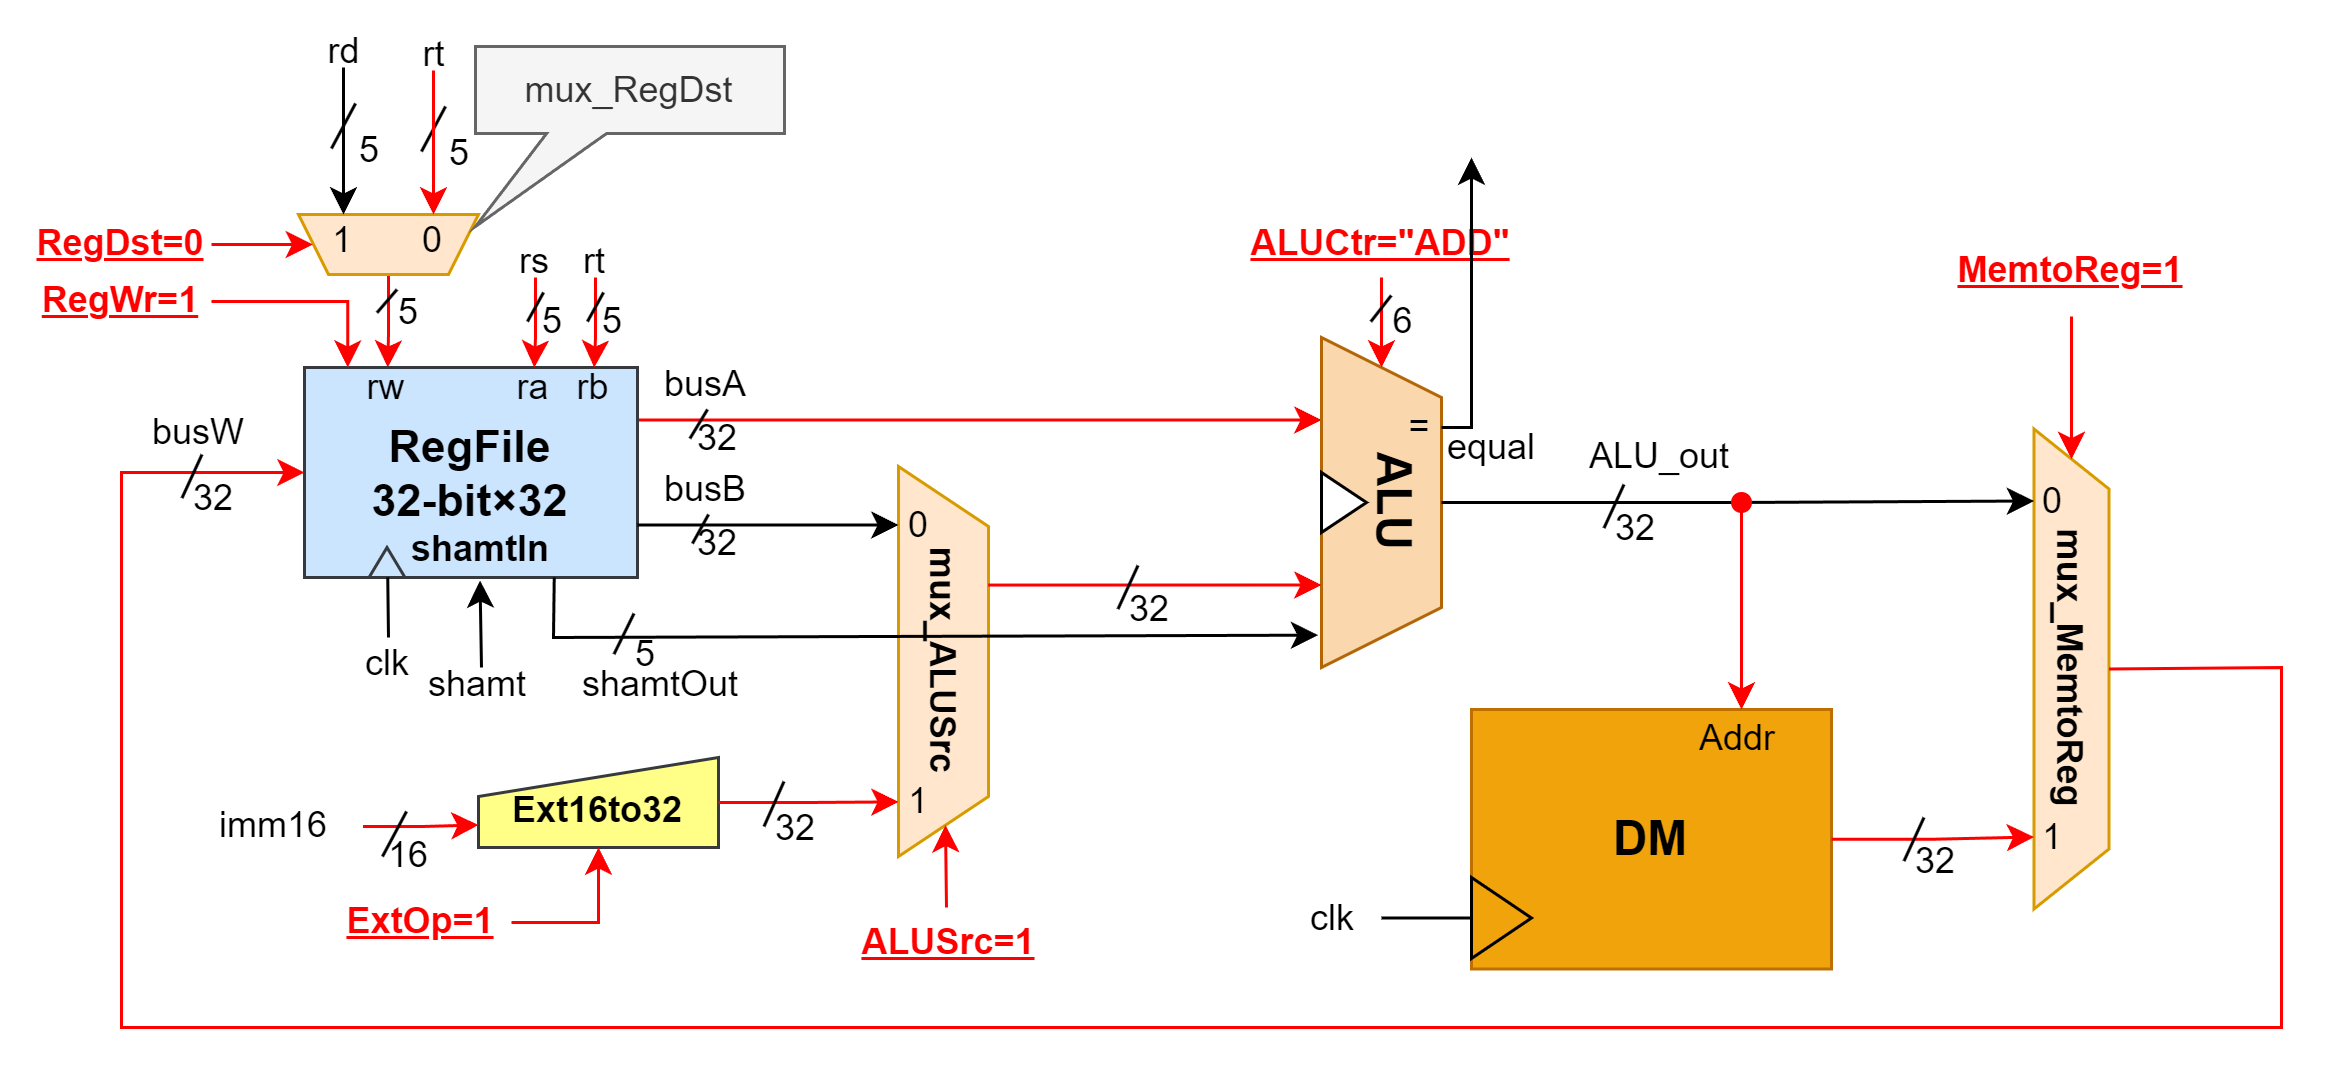 rd
rt
mux_RegDst
5
5
RegDst=0
1
0
RegWr=1
5
rs
rt
5
5
ALUCtr="ADD"
6
MemtoReg=1
rw
ra
rb
busA
32
busW
32
RegFile
32-bit×32
shamtIn
busB
32
0
mux_ALUSrc
1
=
equal
ALU
ALU_out
32
0
mux_MemtoReg
1
32
clk
shamt
5
shamtOut
Addr
DM
32
imm16
16
Ext16to32
32
ExtOp=1
ALUSrc=1
clk